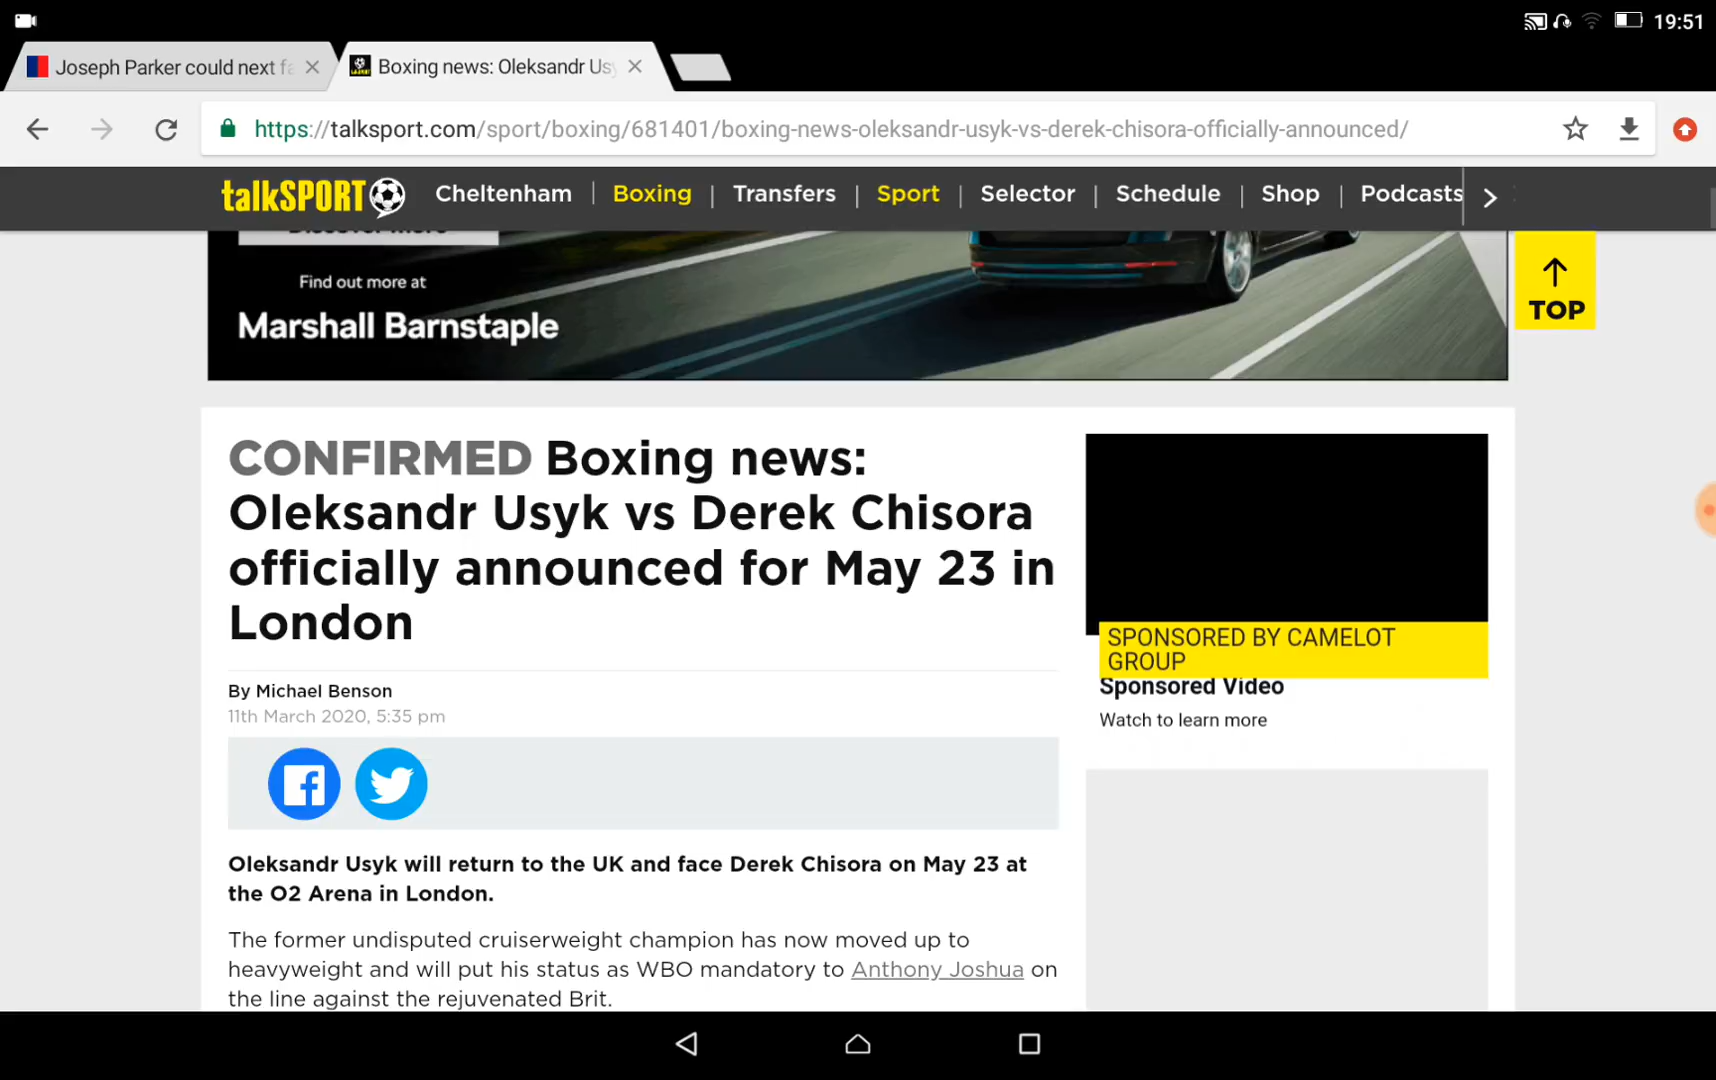 19:51
Joseph Parker could next fa
Boxing news: Oleksandr Us
https://talksport.com/sport/boxing/681401/boxing-news-oleksandr-usyk-vs-derek-chisora-officially-announced/
talkSPORT Cheltenham | Boxing | Transfers | Sport | Selector | Schedule | Shop | Podcasts
Find out more at
Marshall Barnstaple
TOP
CONFIRMED Boxing news:
Oleksandr Usyk vs Derek Chisora
officially announced for May 23 in
London
By Michael Benson
11th March 2020, 5:35 pm
Oleksandr Usyk will return to the UK and face Derek Chisora on May 23 at
the O2 Arena in London.
The former undisputed cruiserweight champion has now moved up to
heavyweight and will put his status as WBO mandatory to Anthony Joshua on
the line against the rejuvenated Brit.
SPONSORED BY CAMELOT
GROUP
Sponsored Video
Watch to learn more